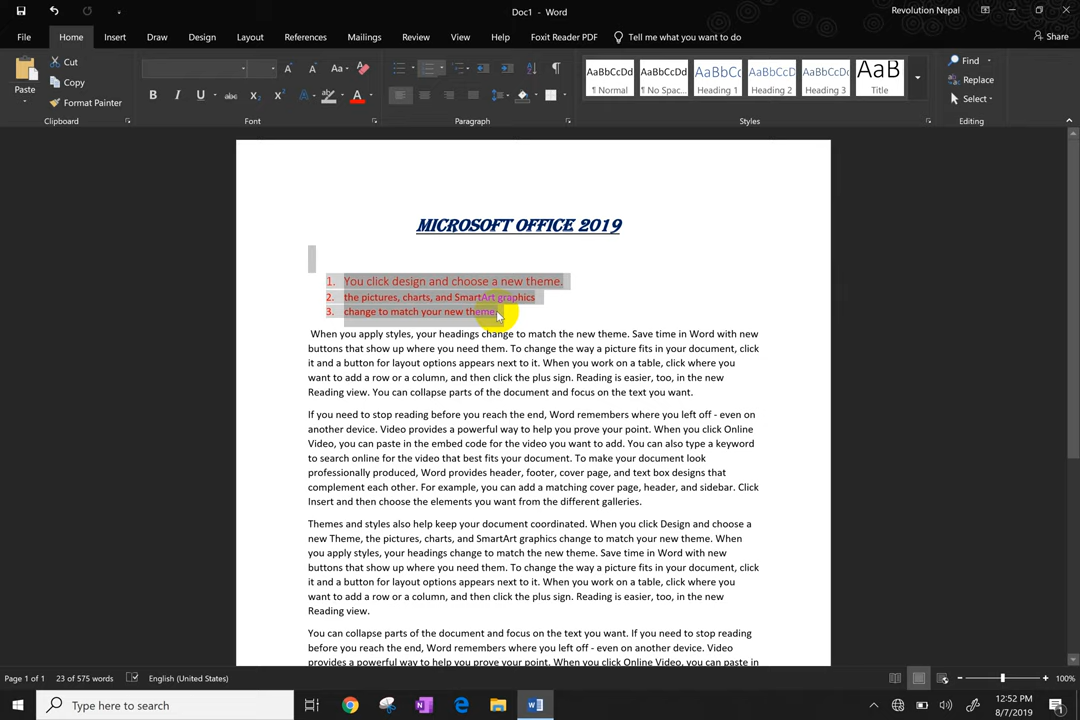 Doc1 - Word
Revolution Nepal
File Home Insert Draw Design Layout References Mailings Review View Help Foxit Reader PDF Tell me what you want to do Share
Paste
Cut
Copy
Format Painter
Clipboard
Font
Paragraph
AaBbCcDd AaBbCcDd AaBbCc AaBbCcD AaBbCcD AaB
¶ Normal ¶ No Spac... Heading 1 Heading 2 Heading 3 Title
Styles
Find
Replace
Select
Editing
MICROSOFT OFFICE 2019
1. You click design and choose a new theme.
2. the pictures, charts, and SmartArt graphics
3. change to match your new theme.
When you apply styles, your headings change to match the new theme. Save time in Word with new
buttons that show up where you need them. To change the way a picture fits in your document, click
it and a button for layout options appears next to it. When you work on a table, click where you
want to add a row or a column, and then click the plus sign. Reading is easier, too, in the new
Reading view. You can collapse parts of the document and focus on the text you want.
If you need to stop reading before you reach the end, Word remembers where you left off - even on
another device. Video provides a powerful way to help you prove your point. When you click Online
Video, you can paste in the embed code for the video you want to add. You can also type a keyword
to search online for the video that best fits your document. To make your document look
professionally produced, Word provides header, footer, cover page, and text box designs that
complement each other. For example, you can add a matching cover page, header, and sidebar. Click
Insert and then choose the elements you want from the different galleries.
Themes and styles also help keep your document coordinated. When you click Design and choose a
new Theme, the pictures, charts, and SmartArt graphics change to match your new theme. When
you apply styles, your headings change to match the new theme. Save time in Word with new
buttons that show up where you need them. To change the way a picture fits in your document, click
it and a button for layout options appears next to it. When you work on a table, click where you
want to add a row or a column, and then click the plus sign. Reading is easier, too, in the new
Reading view.
You can collapse parts of the document and focus on the text you want. If you need to stop reading
before you reach the end, Word remembers where you left off - even on another device. Video
provides a powerful way to help you prove your point. When you click Online Video, you can paste in
Page 1 of 1 23 of 575 words English (United States) 100%
Type here to search
12:52 PM
8/7/2019